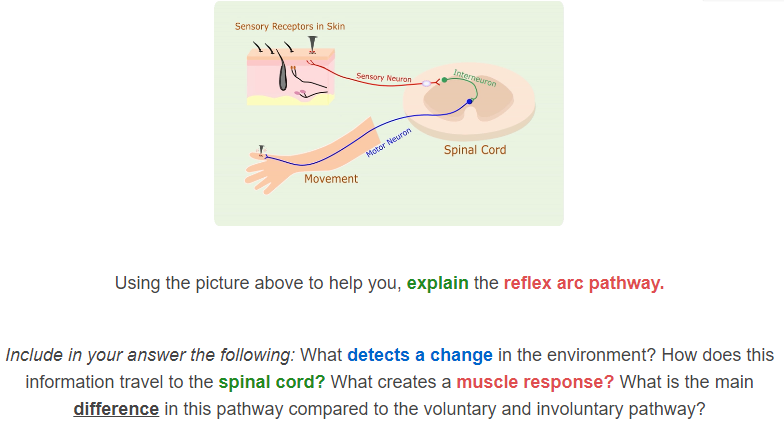 Sensory Receptors in Skin
Sensory Neuron
Interneuron
Motor Neuron
Spinal Cord
Movement
Using the picture above to help you, explain the reflex arc pathway.
Include in your answer the following: What detects a change in the environment? How does this
information travel to the spinal cord? What creates a muscle response? What is the main
difference in this pathway compared to the voluntary and involuntary pathway?